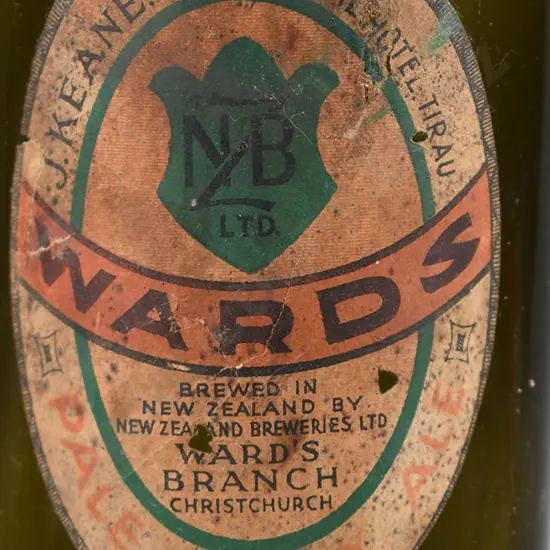 J. KEANE, HOTEL, TIRAU
NZB
LTD.
WARDS
BREWED IN
NEW ZEALAND BY
NEW ZEALAND BREWERIES LTD.
WARD'S
BRANCH
CHRISTCHURCH
PALE ALE